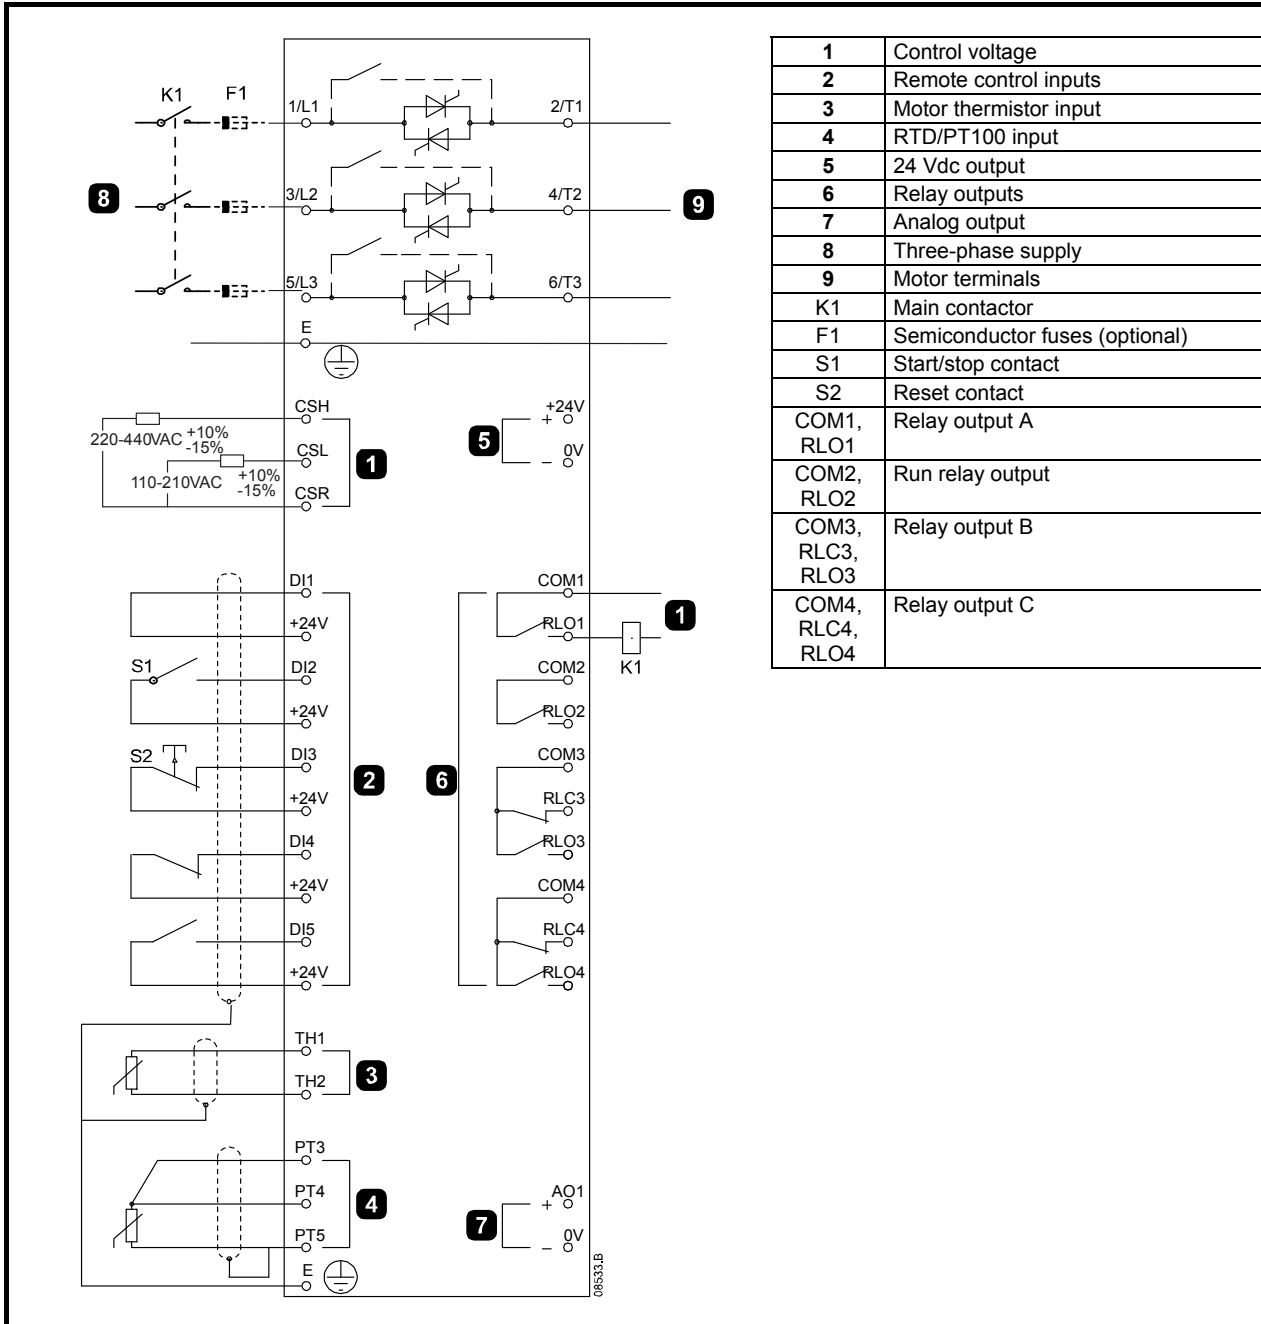 K1 F1
1/L1 2/T1
8 3/L2 4/T2 9
5/L3 6/T3
E
CSH +24V
220-440VAC +10%
-15%
CSL 5 0V
1
110-210VAC +10%
-15%
CSR
DI1 COM1
+24V RLO1 1
K1
S1 DI2 COM2
+24V RLO2
S2 DI3 COM3
2 6
+24V RLC3
DI4 RLO3
+24V COM4
DI5 RLC4
+24V RLO4
TH1
3
TH2
PT3
PT4 4 AO1
7
PT5 0V
E
08533.B
1 Control voltage
2 Remote control inputs
3 Motor thermistor input
4 RTD/PT100 input
5 24 Vdc output
6 Relay outputs
7 Analog output
8 Three-phase supply
9 Motor terminals
K1 Main contactor
F1 Semiconductor fuses (optional)
S1 Start/stop contact
S2 Reset contact
COM1, Relay output A
RLO1
COM2, Run relay output
RLO2
COM3, Relay output B
RLC3,
RLO3
COM4, Relay output C
RLC4,
RLO4